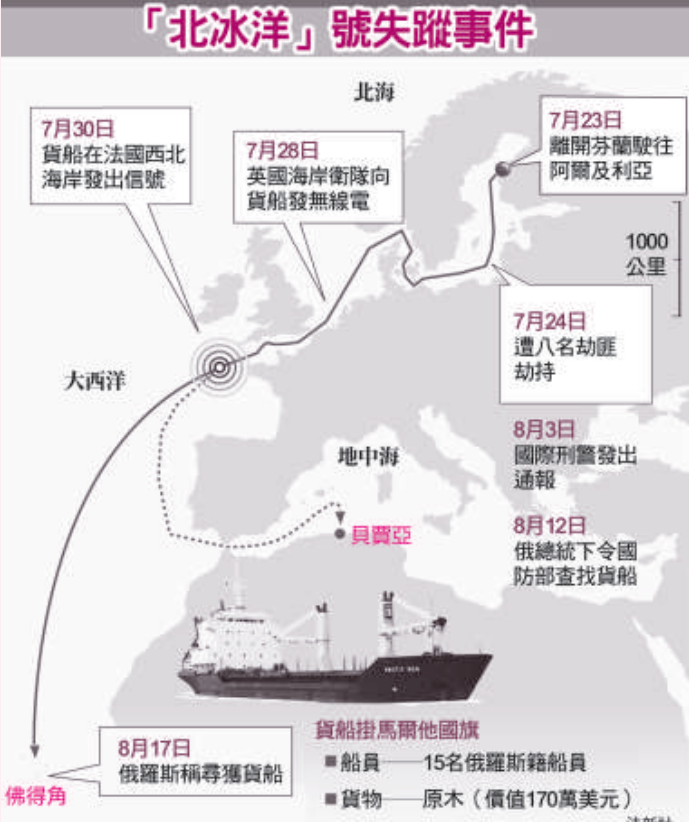 「北冰洋」號失蹤事件
北海
7月30日
貨船在法國西北
海岸發出信號
7月28日
英國海岸衛隊向
貨船發無線電
7月23日
離開芬蘭駛往
阿爾及利亞
1000
公里
7月24日
遭八名劫匪
劫持
大西洋
8月3日
國際刑警發出
通報
地中海
8月12日
俄總統下令國
防部查找貨船
貝賈亞
8月17日
俄羅斯稱尋獲貨船
佛得角
貨船掛馬爾他國旗
■船員——15名俄羅斯籍船員
■貨物——原木（價值170萬美元）